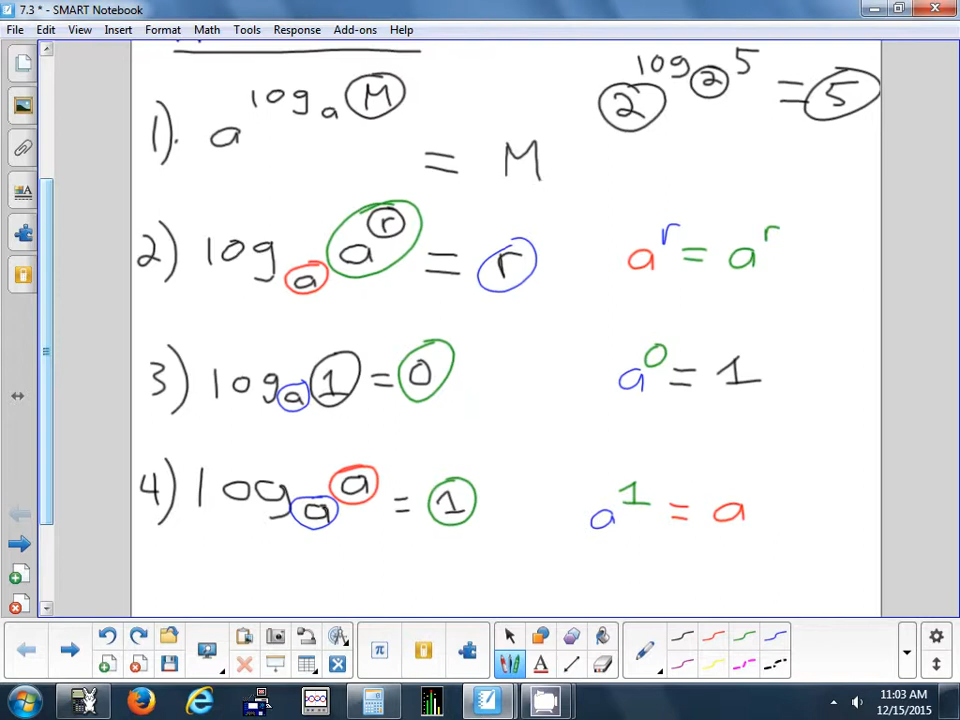 7.3 * - SMART Notebook
File Edit View Insert Format Math Tools Response Add-ons Help
1). a^(log_a M) = M    2^(log_2 5) = 5
2) log_a a^r = r    a^r = a^r
3) log_a 1 = 0    a^0 = 1
4) log_a a = 1    a^1 = a
11:03 AM
12/15/2015